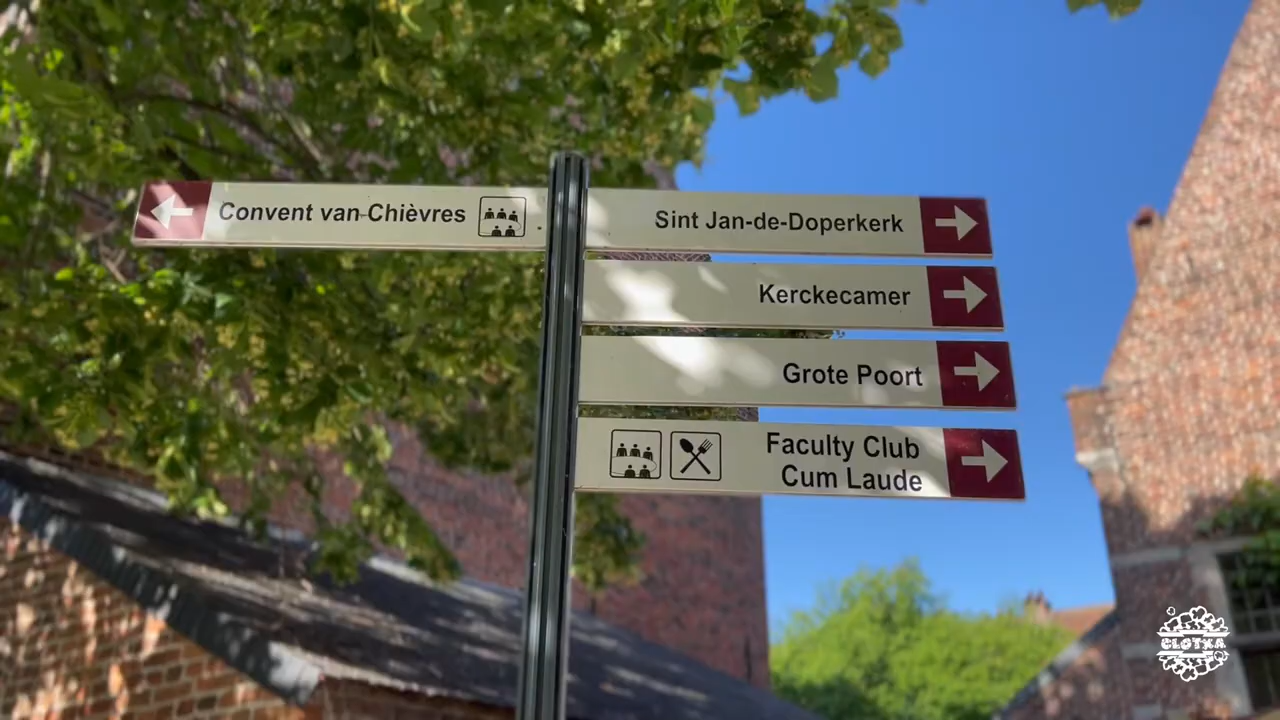 Convent van Chièvres
Sint Jan-de-Doperkerk
Kerckecamer
Grote Poort
Faculty Club
Cum Laude
CLOTKA